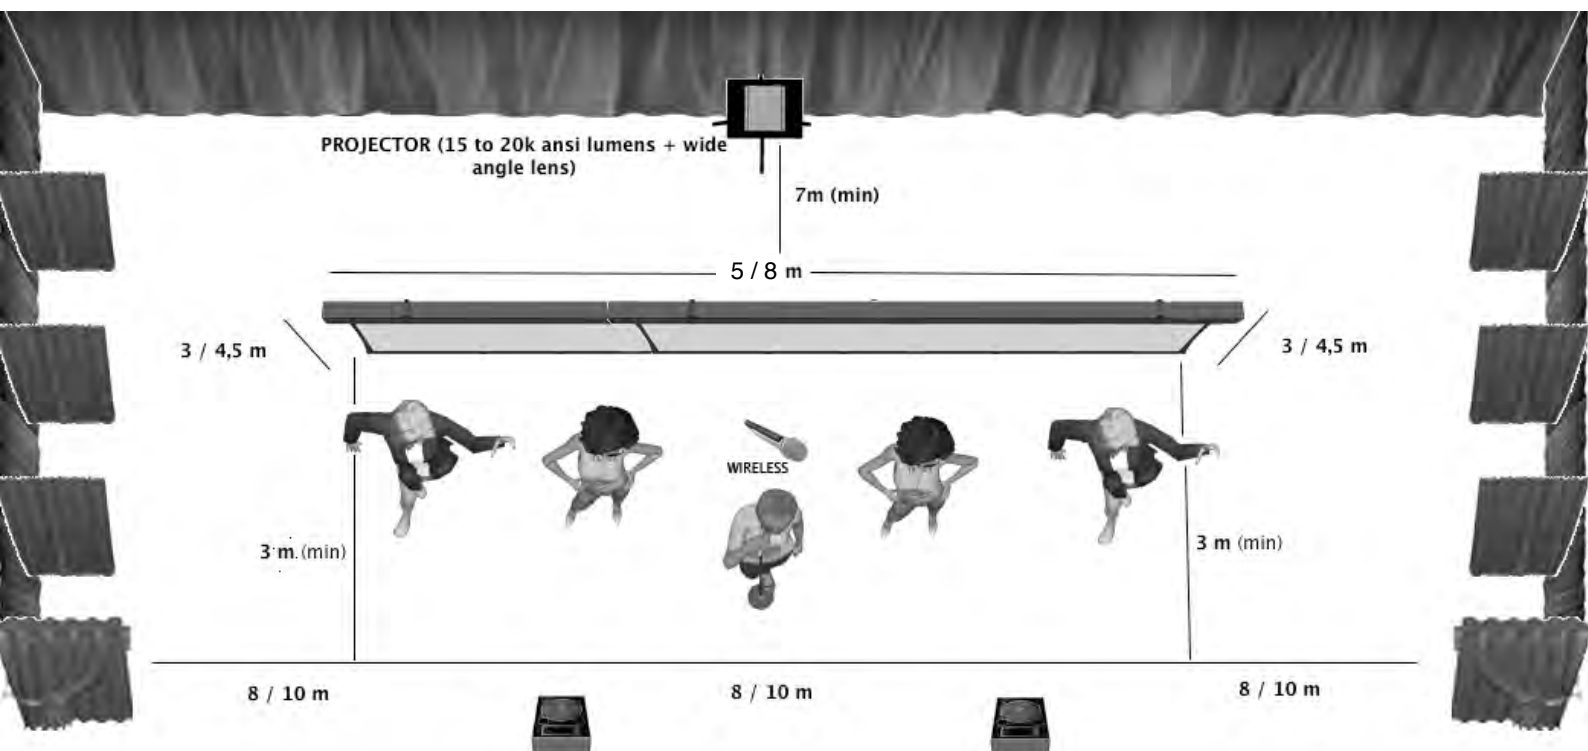 PROJECTOR (15 to 20k ansi lumens + wide
angle lens)
7m (min)
5 / 8 m
3 / 4,5 m
3 / 4,5 m
WIRELESS
3 m. (min)
3 m (min)
8 / 10 m
8 / 10 m
8 / 10 m